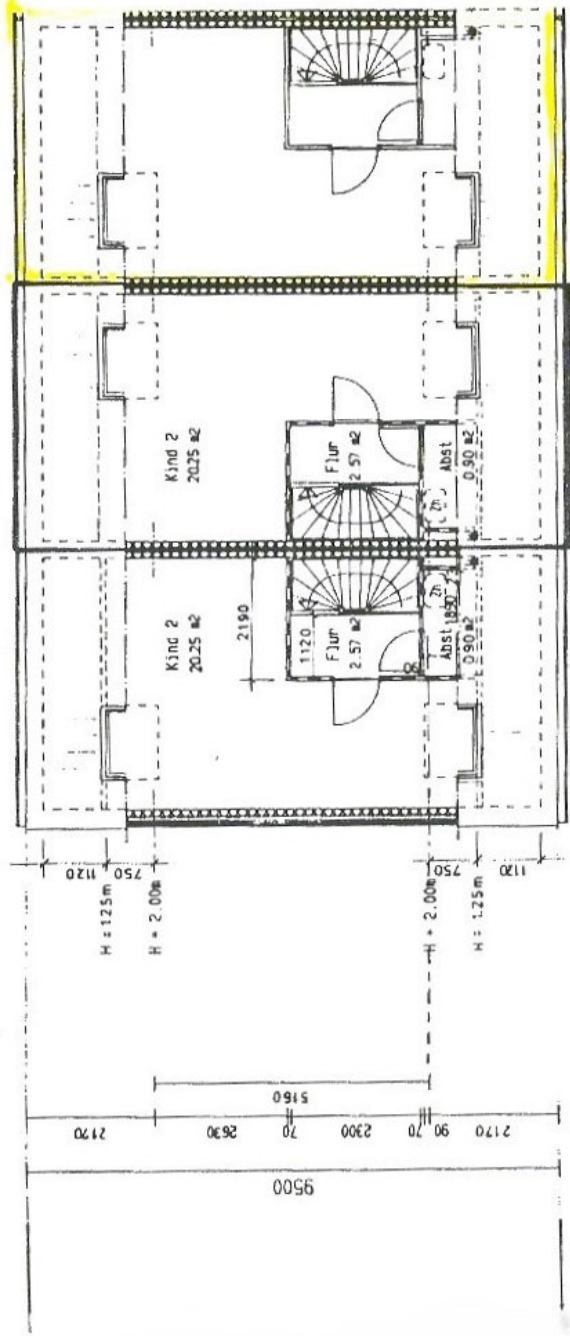 Kind 2
20.25 m2
Flur
2.57 m2
Zh
Abst
0.90 m2
Kind 2
20.25 m2
2190
1120
Flur
2.57 m2
Zh
Abst
1890
0.90 m2
90
1120
750
H = 1.25m
H = 2.00m
H = 2.00m
750
H = 1.25m
1120
5160
2170
2630
70
2300
70
90
2170
9500